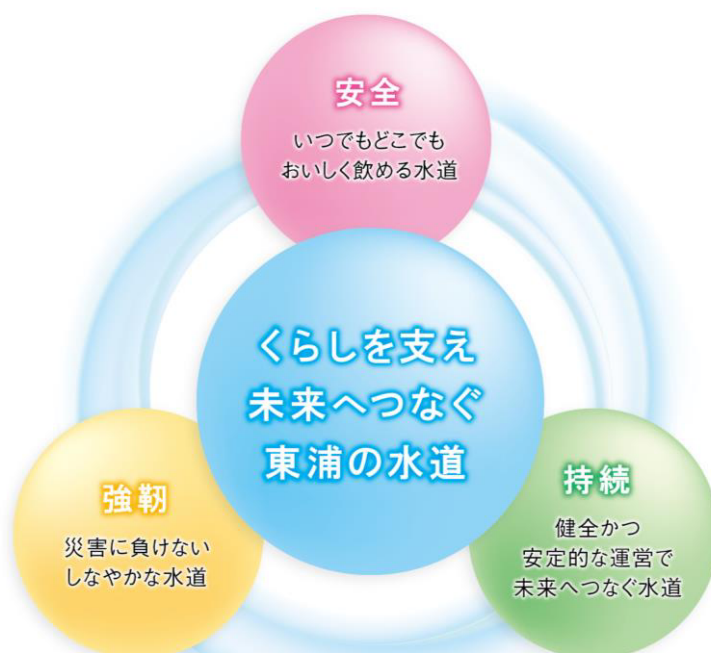 安全
いつでもどこでも
おいしく飲める水道
くらしを支え
未来へつなぐ
東浦の水道
強靭
災害に負けない
しなやかな水道
持続
健全かつ
安定的な運営で
未来へつなぐ水道